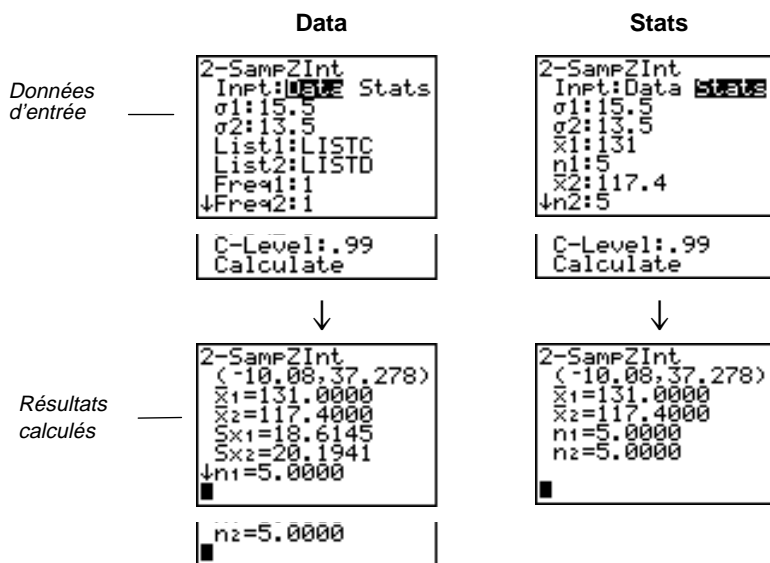 Data
Stats
Données d'entrée
2-SampZInt
Inpt:Data Stats
σ1:15.5
σ2:13.5
List1:LISTC
List2:LISTD
Freq1:1
↓Freq2:1
C-Level:.99
Calculate
2-SampZInt
Inpt:Data Stats
σ1:15.5
σ2:13.5
x̄1:131
n1:5
x̄2:117.4
↓n2:5
C-Level:.99
Calculate
↓
↓
Résultats calculés
2-SampZInt
(-10.08,37.278)
x̄1=131.0000
x̄2=117.4000
Sx1=18.6145
Sx2=20.1941
↓n1=5.0000
n2=5.0000
2-SampZInt
(-10.08,37.278)
x̄1=131.0000
x̄2=117.4000
n1=5.0000
n2=5.0000